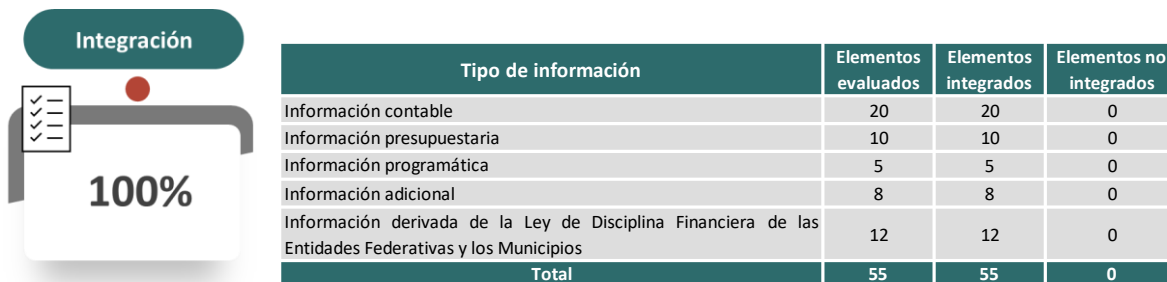 Integración
100%
Tipo de información
Elementos evaluados
Elementos integrados
Elementos no integrados
Información contable 20 20 0
Información presupuestaria 10 10 0
Información programática 5 5 0
Información adicional 8 8 0
Información derivada de la Ley de Disciplina Financiera de las
Entidades Federativas y los Municipios 12 12 0
Total 55 55 0